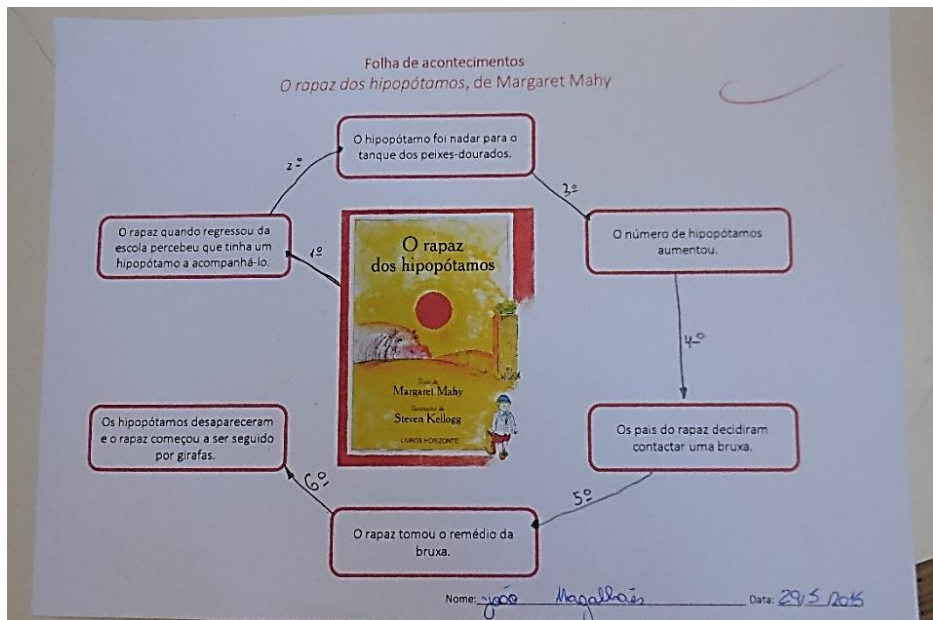 Folha de acontecimentos
O rapaz dos hipopótamos, de Margaret Mahy
O hipopótamo foi nadar para o
tanque dos peixes-dourados.
2º
3º
O rapaz quando regressou da
escola percebeu que tinha um
hipopótamo a acompanhá-lo.
1º
O rapaz
dos hipopótamos
Texto de
Margaret Mahy
Ilustrações de
Steven Kellogg
LIVROS HORIZONTE
O número de hipopótamos
aumentou.
4º
Os pais do rapaz decidiram
contactar uma bruxa.
5º
O rapaz tomou o remédio da
bruxa.
6º
Os hipopótamos desapareceram
e o rapaz começou a ser seguido
por girafas.
Nome: João Magalhães Data: 29/5/2015